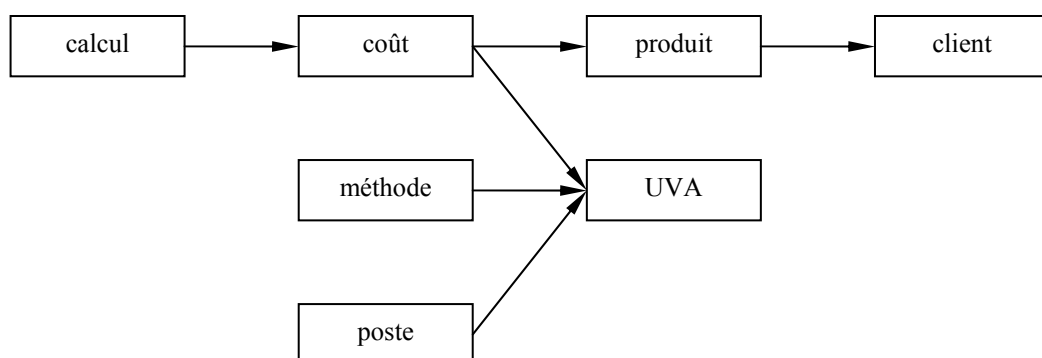 calcul
coût
produit
client
méthode
UVA
poste